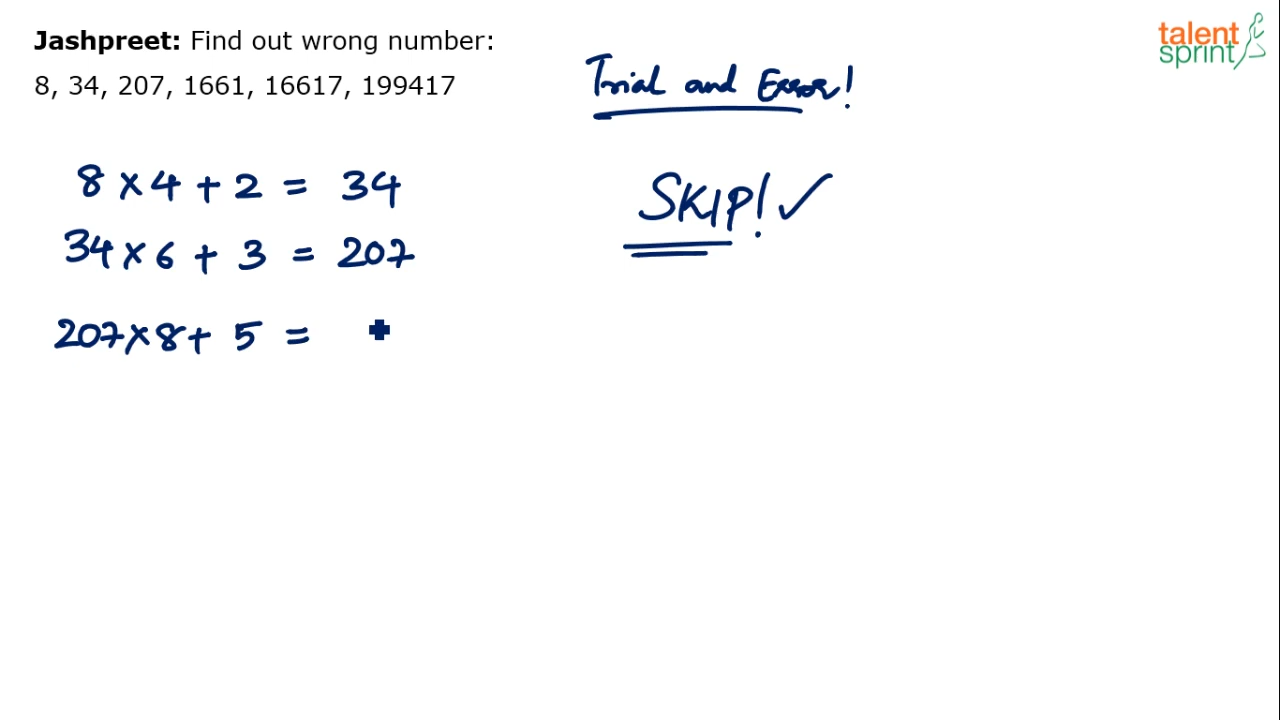 Jashpreet: Find out wrong number:
8, 34, 207, 1661, 16617, 199417
talent
sprint
Trial and Error!
SKIP! ✓
8 × 4 + 2 = 34
34 × 6 + 3 = 207
207 × 8 + 5 =